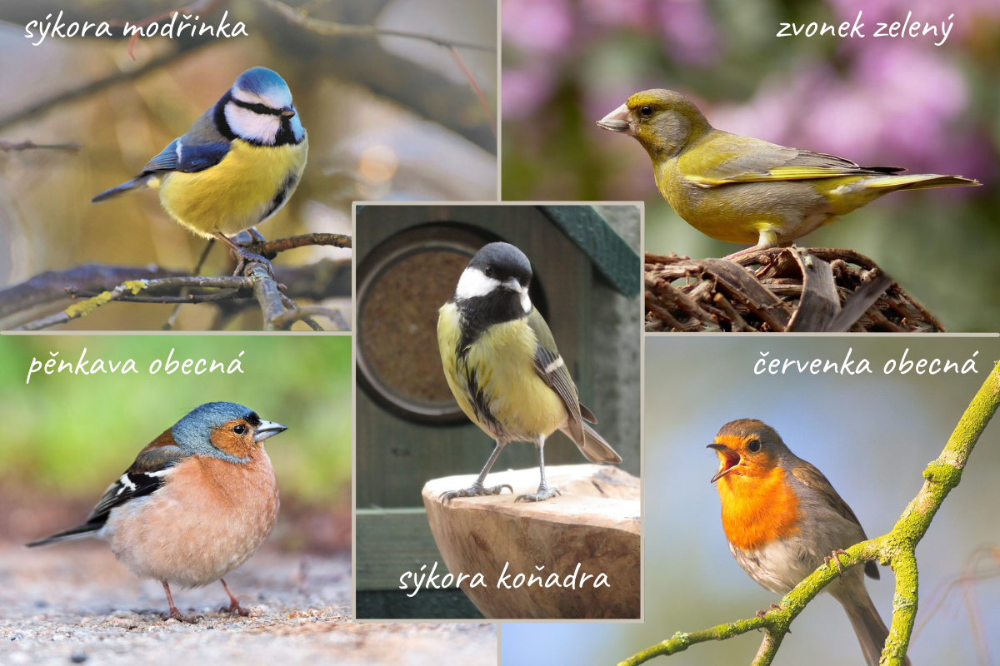 sýkora modřinka
zvonek zelený
pěnkava obecná
červenka obecná
sýkora koňadra